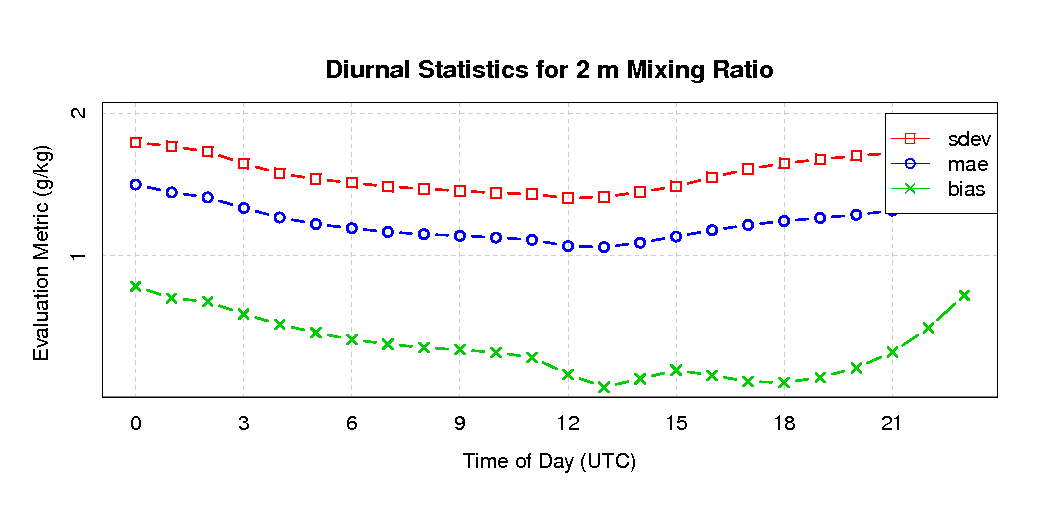 Diurnal Statistics for 2 m Mixing Ratio
Evaluation Metric (g/kg)
2
1
sdev
mae
bias
0 3 6 9 12 15 18 21
Time of Day (UTC)